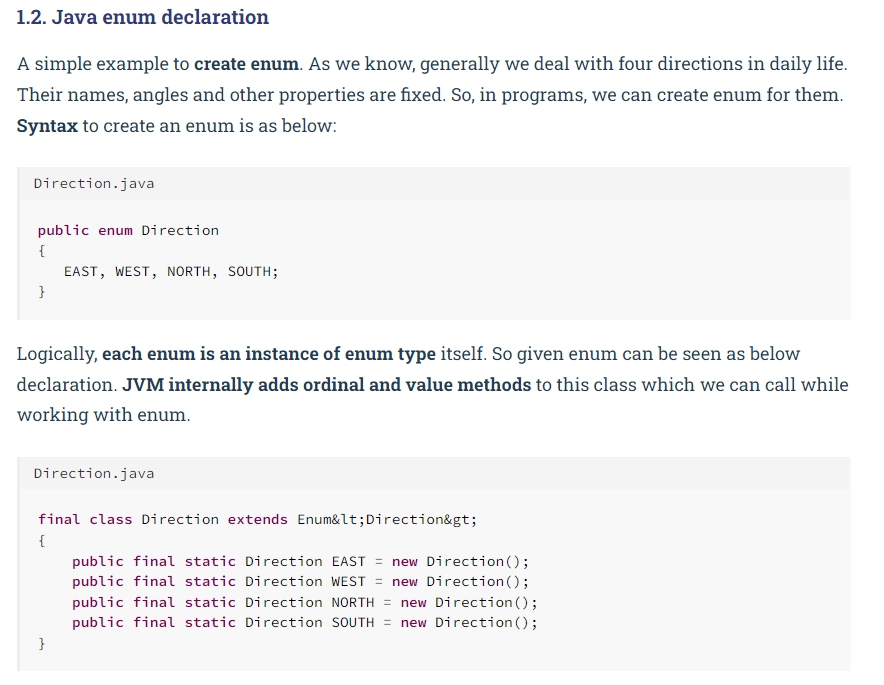 1.2. Java enum declaration
A simple example to create enum. As we know, generally we deal with four directions in daily life.
Their names, angles and other properties are fixed. So, in programs, we can create enum for them.
Syntax to create an enum is as below:
Direction.java
public enum Direction
{
   EAST, WEST, NORTH, SOUTH;
}
Logically, each enum is an instance of enum type itself. So given enum can be seen as below
declaration. JVM internally adds ordinal and value methods to this class which we can call while
working with enum.
Direction.java
final class Direction extends Enum&lt;Direction&gt;
{
    public final static Direction EAST = new Direction();
    public final static Direction WEST = new Direction();
    public final static Direction NORTH = new Direction();
    public final static Direction SOUTH = new Direction();
}